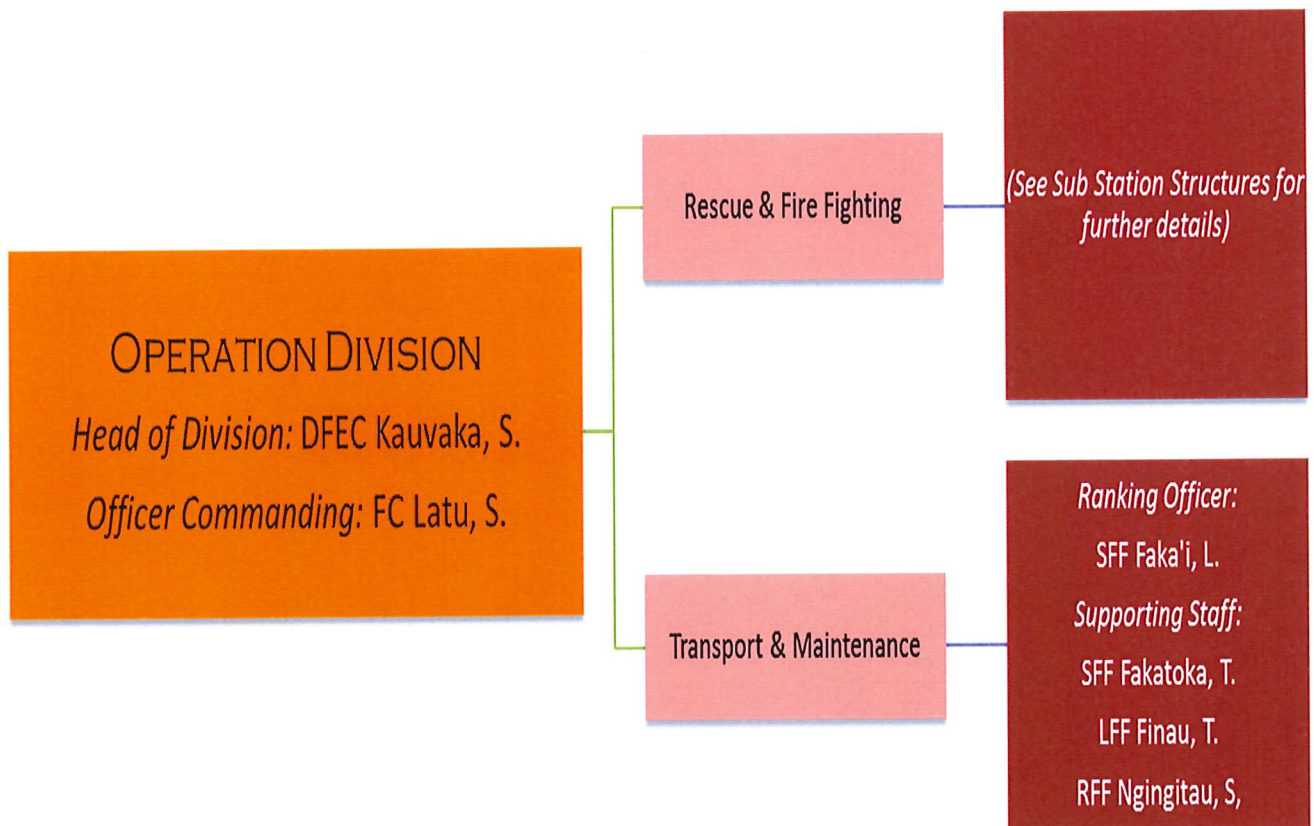 OPERATION DIVISION
Head of Division: DFEC Kauvaka, S.
Officer Commanding: FC Latu, S.
Rescue & Fire Fighting
(See Sub Station Structures for
further details)
Transport & Maintenance
Ranking Officer:
SFF Faka'i, L.
Supporting Staff:
SFF Fakatoka, T.
LFF Finau, T.
RFF Ngingitau, S,